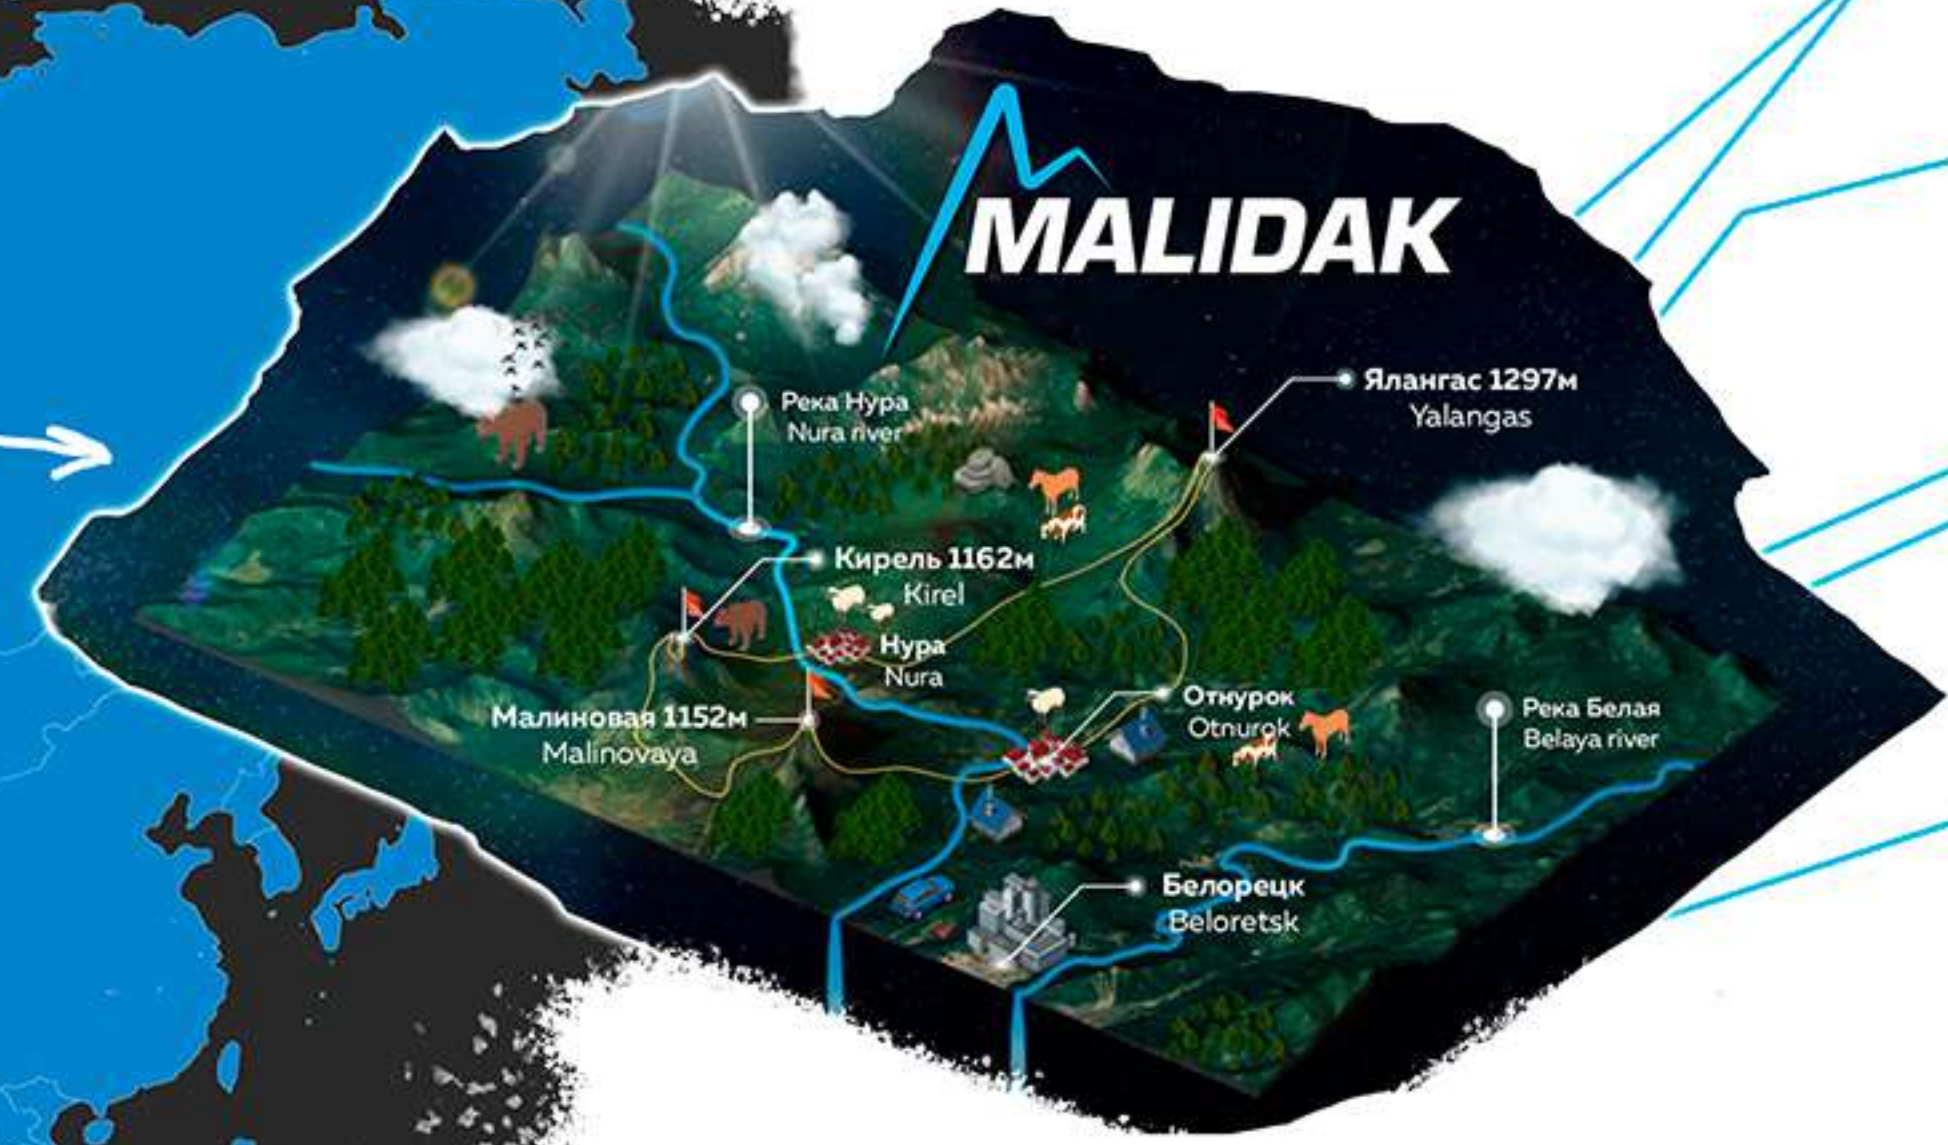 MALIDAK
Ялангас 1297м
Yalangas
Река Нура
Nura river
Кирель 1162м
Kirel
Нура
Nura
Малиновая 1152м
Malinovaya
Отнурок
Otnurok
Река Белая
Belaya river
Белорецк
Beloretsk